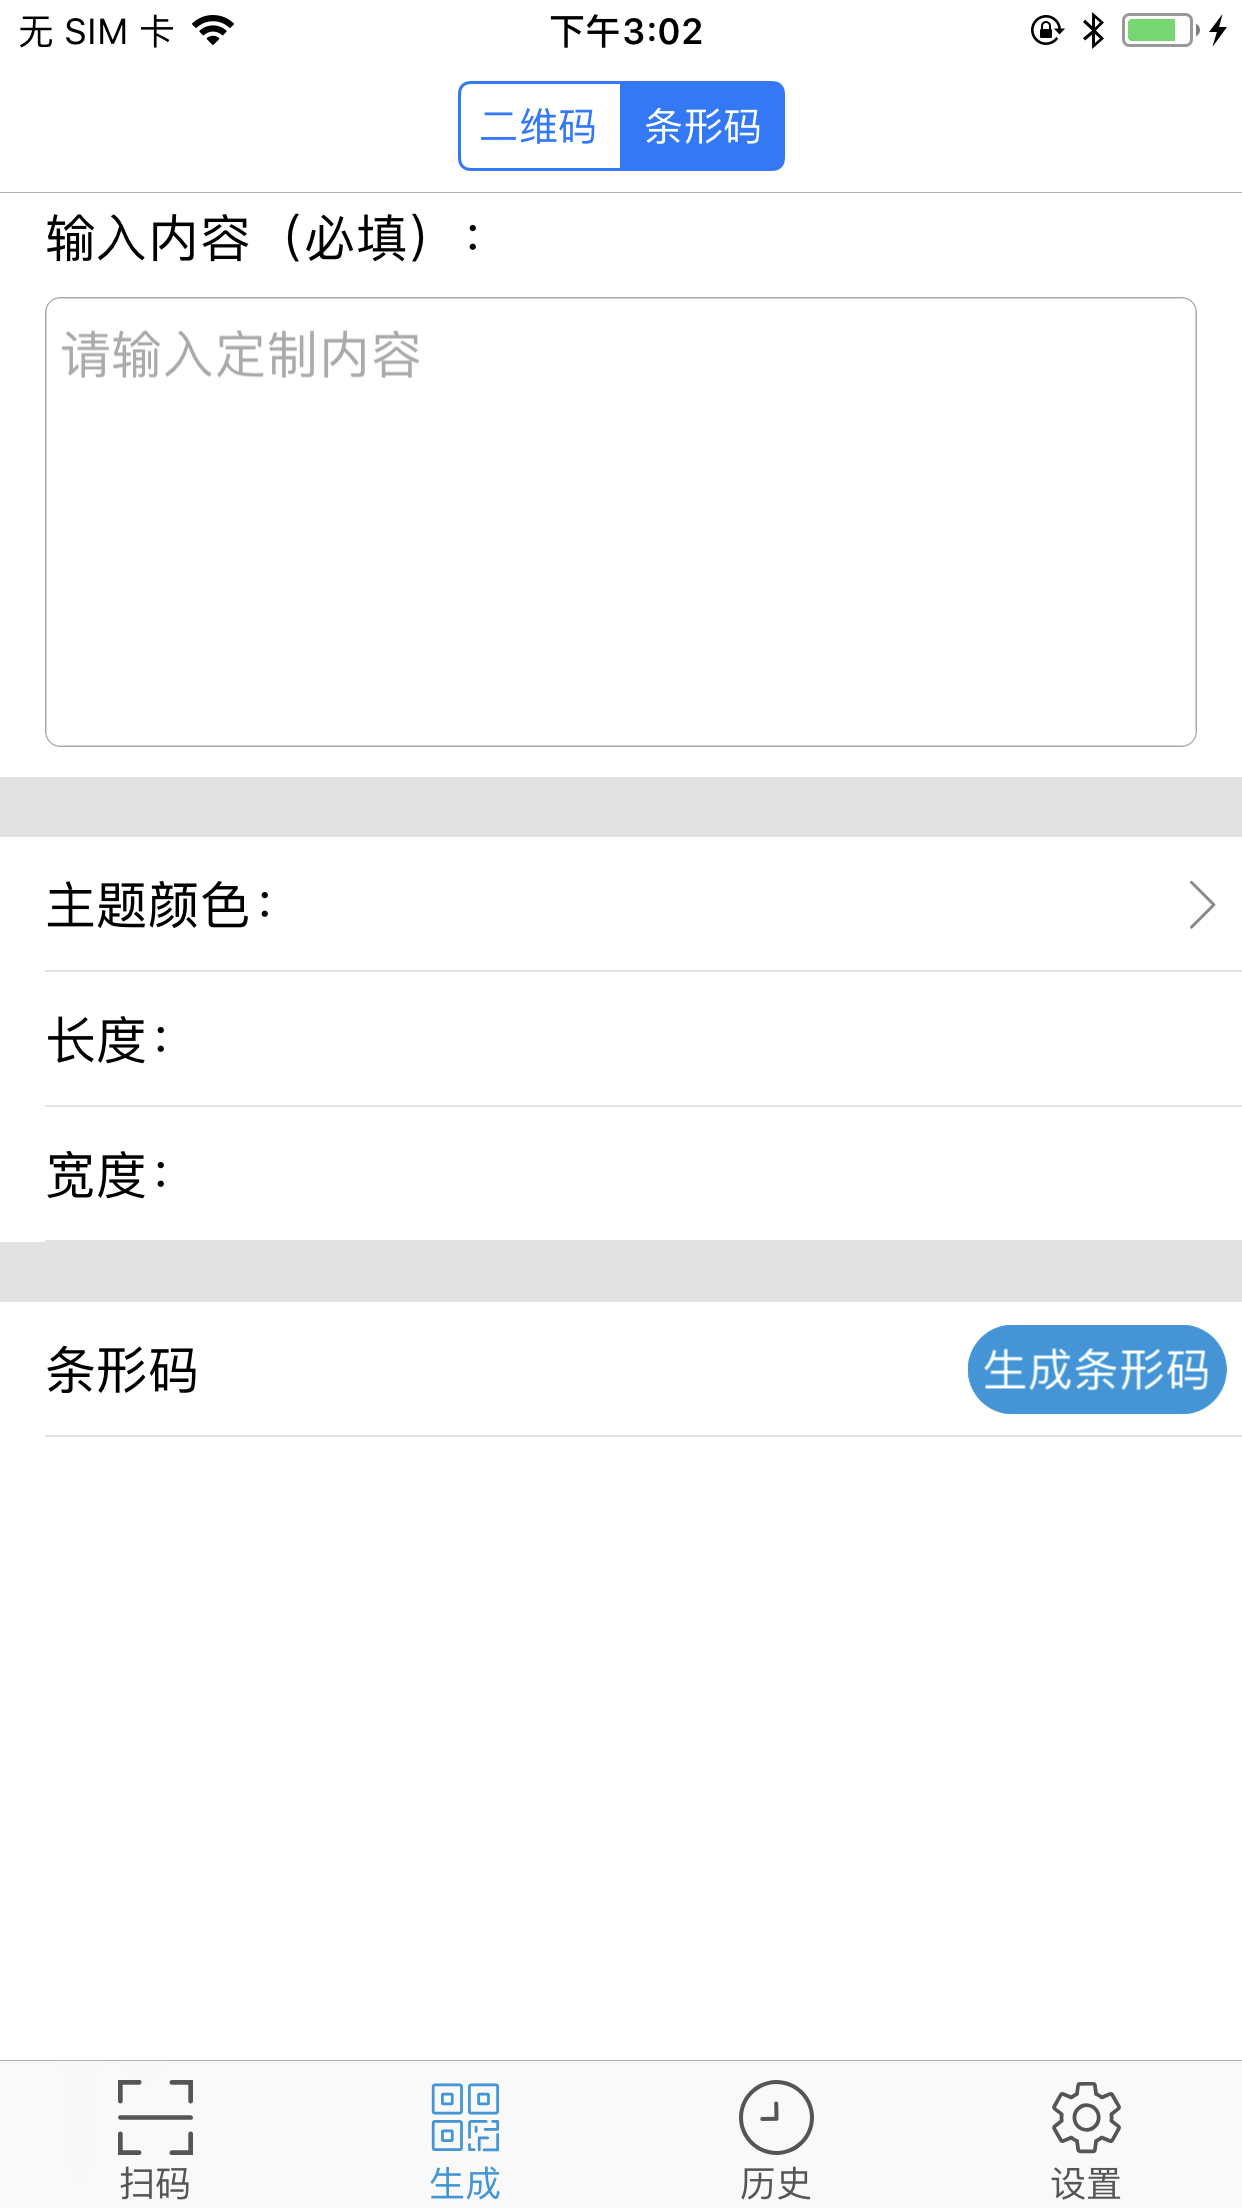 无 SIM 卡 下午3:02
二维码 条形码
输入内容（必填）：
请输入定制内容
主题颜色：
长度：
宽度：
条形码 生成条形码
扫码 生成 历史 设置